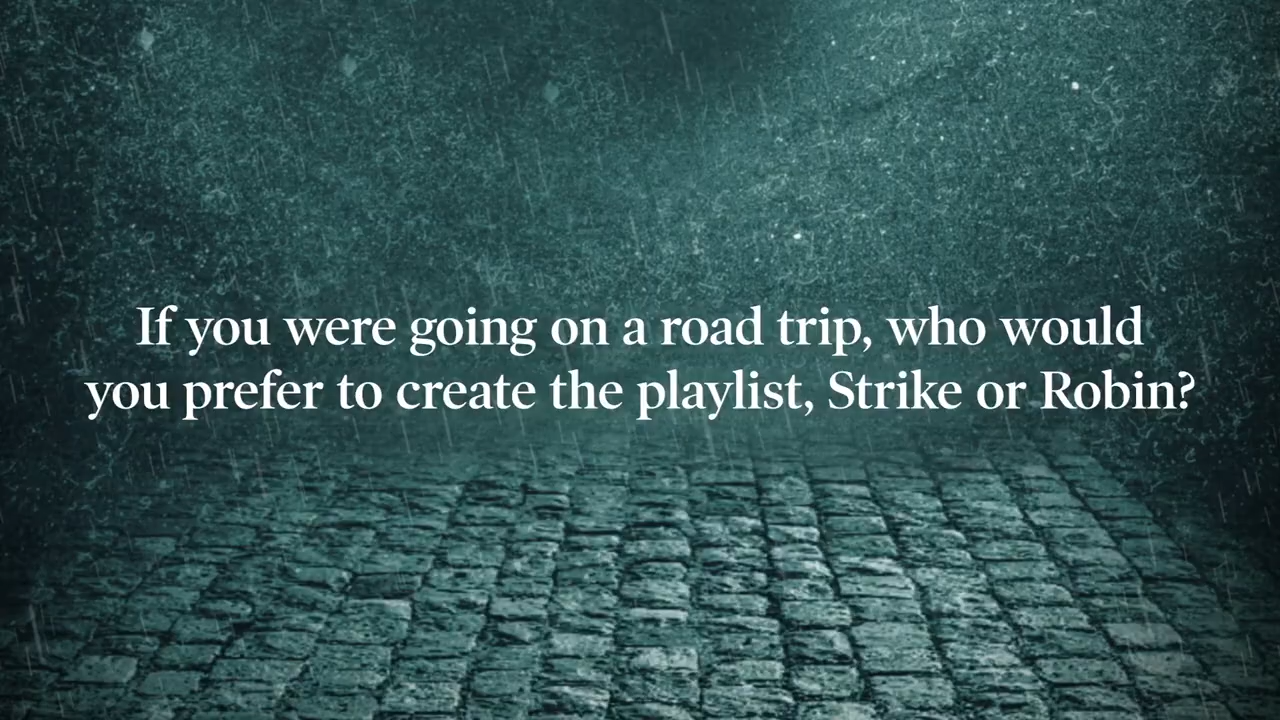 If you were going on a road trip, who would
you prefer to create the playlist, Strike or Robin?